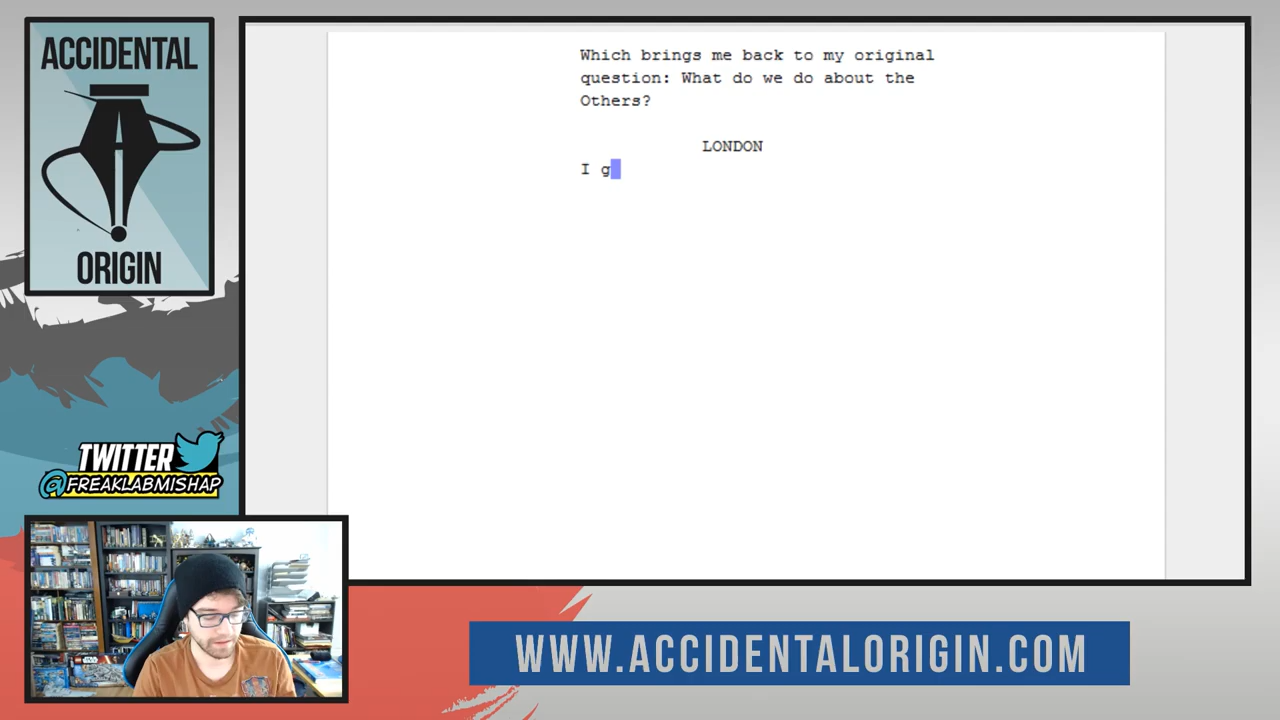 ACCIDENTAL
ORIGIN
Which brings me back to my original
question: What do we do about the
Others?
LONDON
I g
TWITTER
@FREAKLABMISHAP
WWW.ACCIDENTALORIGIN.COM